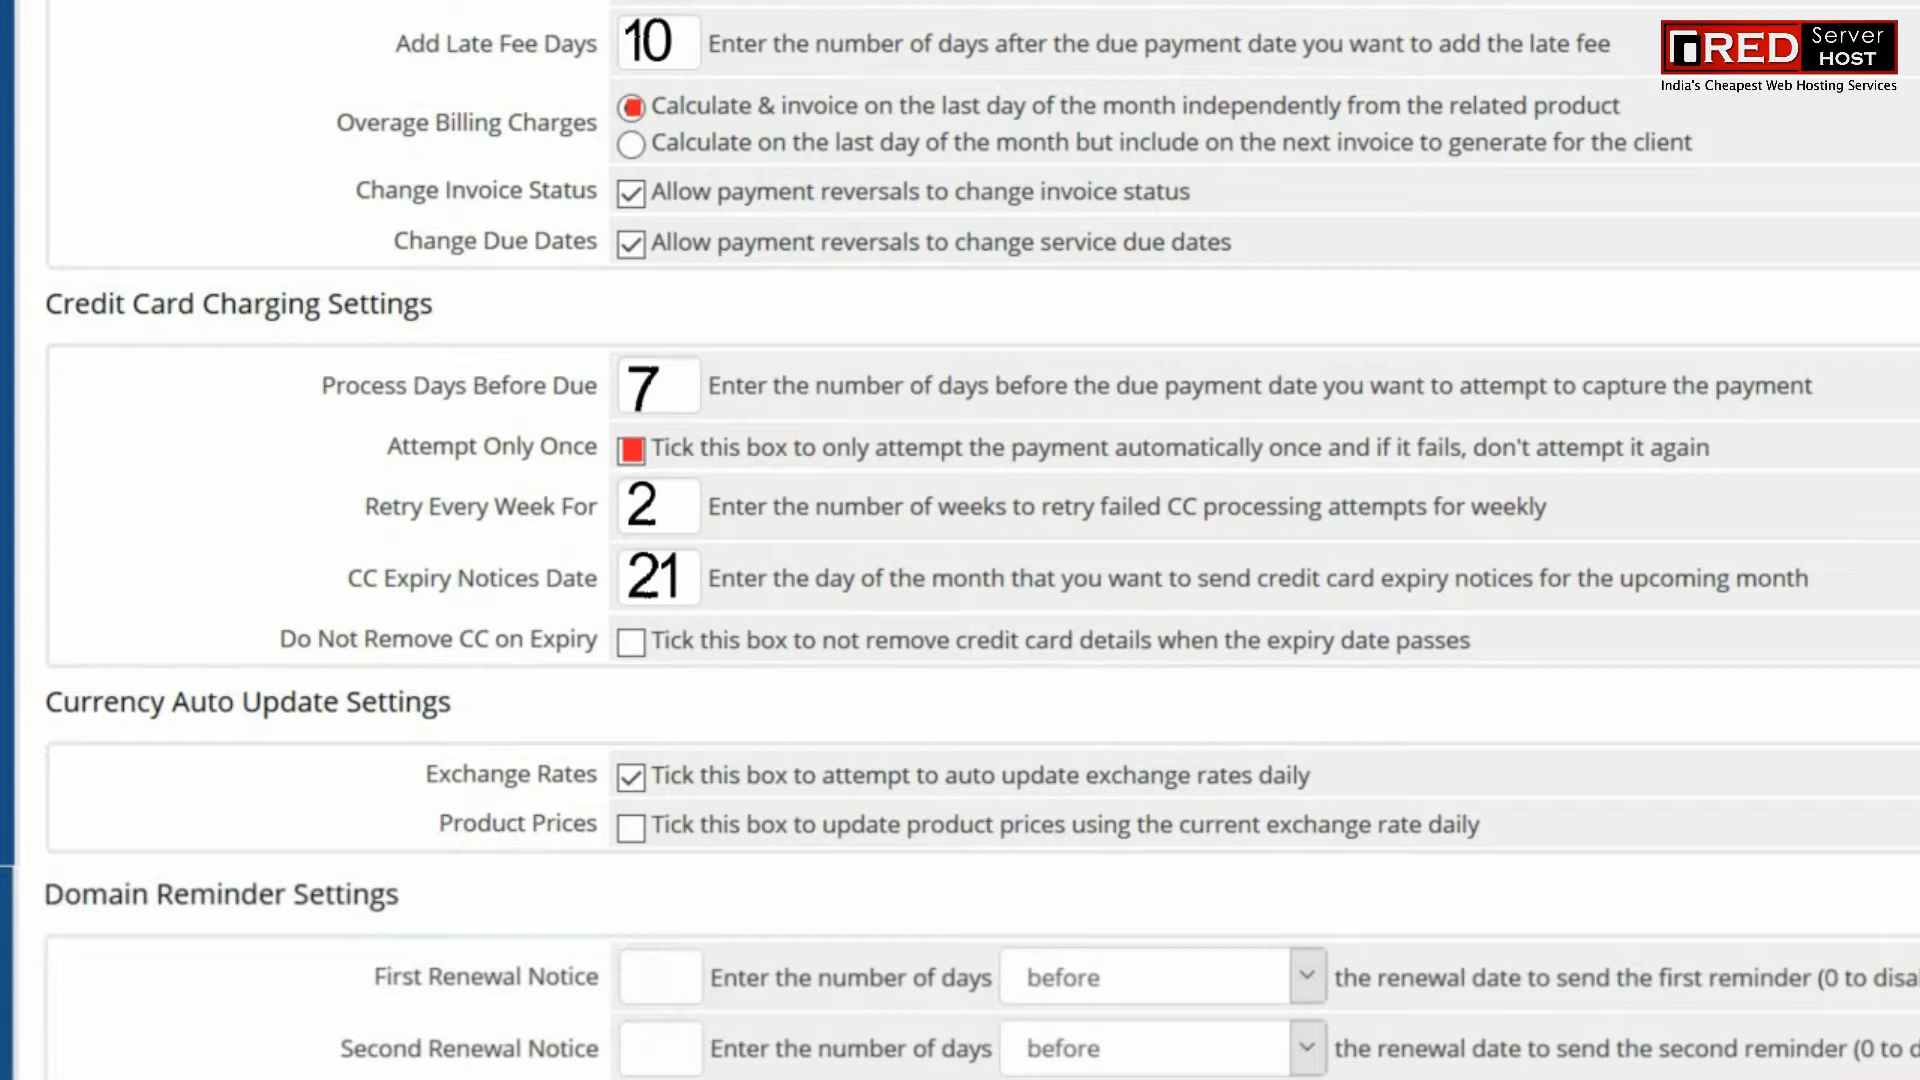 Add Late Fee Days 10 Enter the number of days after the due payment date you want to add the late fee
RED Server HOST
India's Cheapest Web Hosting Services
Overage Billing Charges
Calculate & invoice on the last day of the month independently from the related product
Calculate on the last day of the month but include on the next invoice to generate for the client
Change Invoice Status Allow payment reversals to change invoice status
Change Due Dates Allow payment reversals to change service due dates
Credit Card Charging Settings
Process Days Before Due 7 Enter the number of days before the due payment date you want to attempt to capture the payment
Attempt Only Once Tick this box to only attempt the payment automatically once and if it fails, don't attempt it again
Retry Every Week For 2 Enter the number of weeks to retry failed CC processing attempts for weekly
CC Expiry Notices Date 21 Enter the day of the month that you want to send credit card expiry notices for the upcoming month
Do Not Remove CC on Expiry Tick this box to not remove credit card details when the expiry date passes
Currency Auto Update Settings
Exchange Rates Tick this box to attempt to auto update exchange rates daily
Product Prices Tick this box to update product prices using the current exchange rate daily
Domain Reminder Settings
First Renewal Notice Enter the number of days before the renewal date to send the first reminder (0 to disa
Second Renewal Notice Enter the number of days before the renewal date to send the second reminder (0 to d